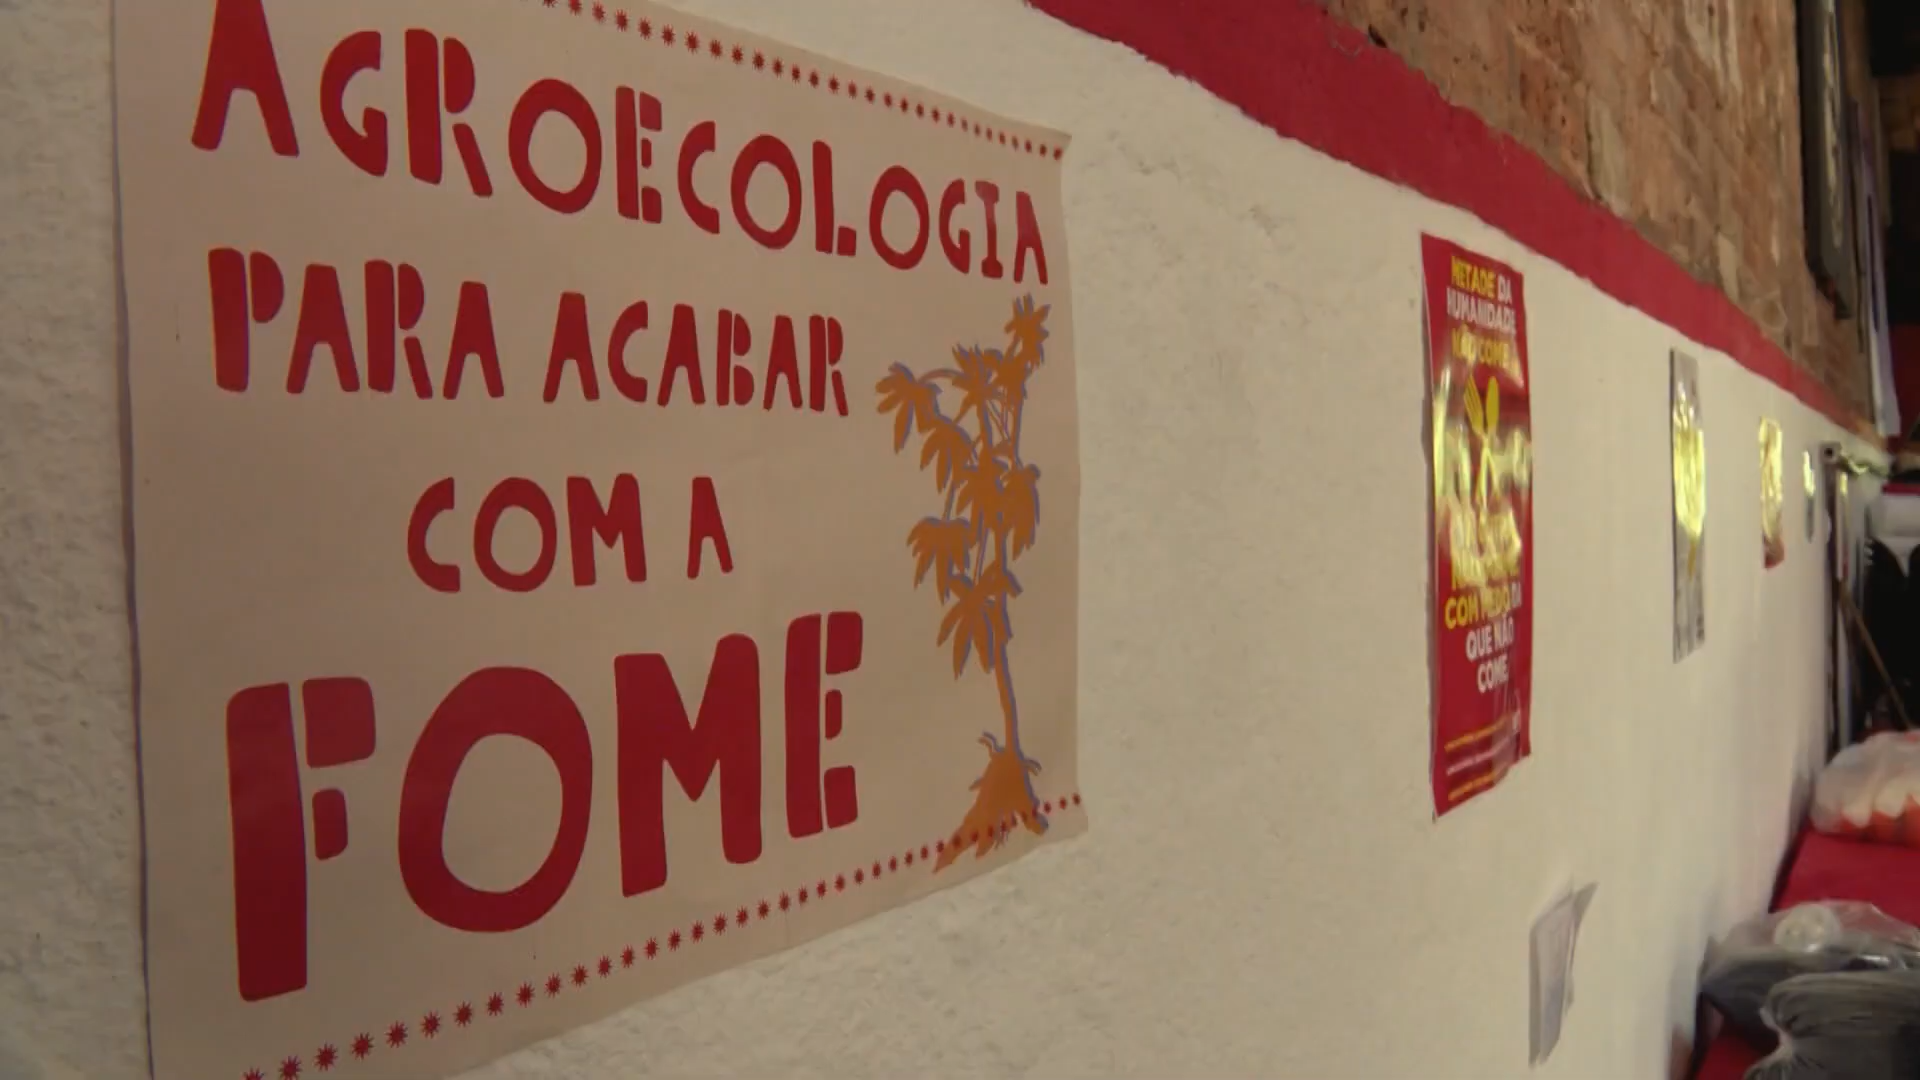 AGROECOLOGIA
PARA ACABAR
COM A
FOME
METADE DA
HUMANIDADE
NÃO COME
COM MEDO DA
QUE NÃO
COME